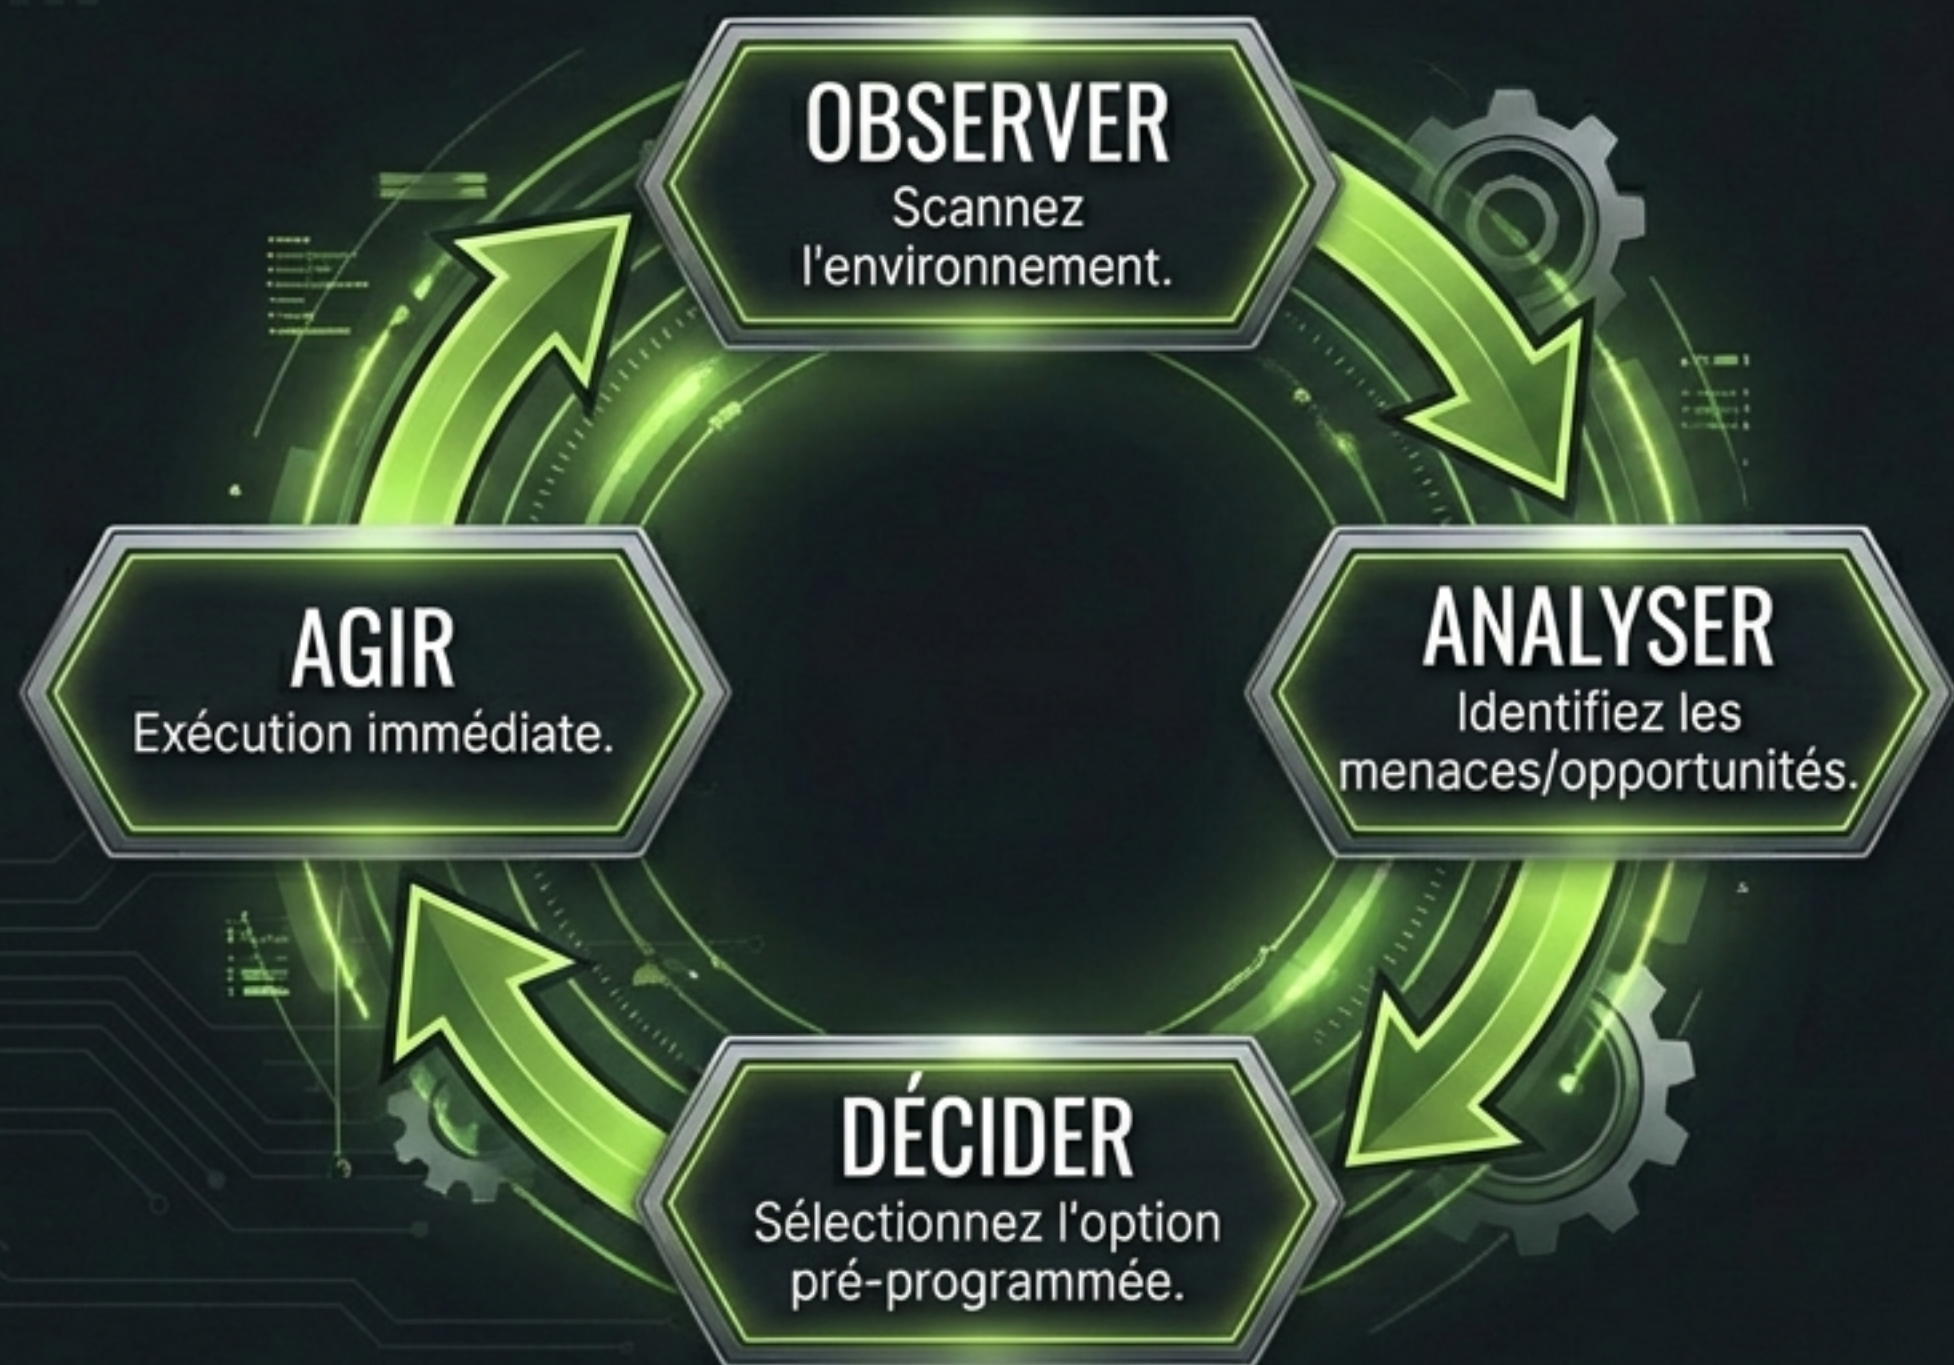 OBSERVER
Scannez
l'environnement.
AGIR
Exécution immédiate.
ANALYSER
Identifiez les
menaces/opportunités.
DÉCIDER
Sélectionnez l'option
pré-programmée.